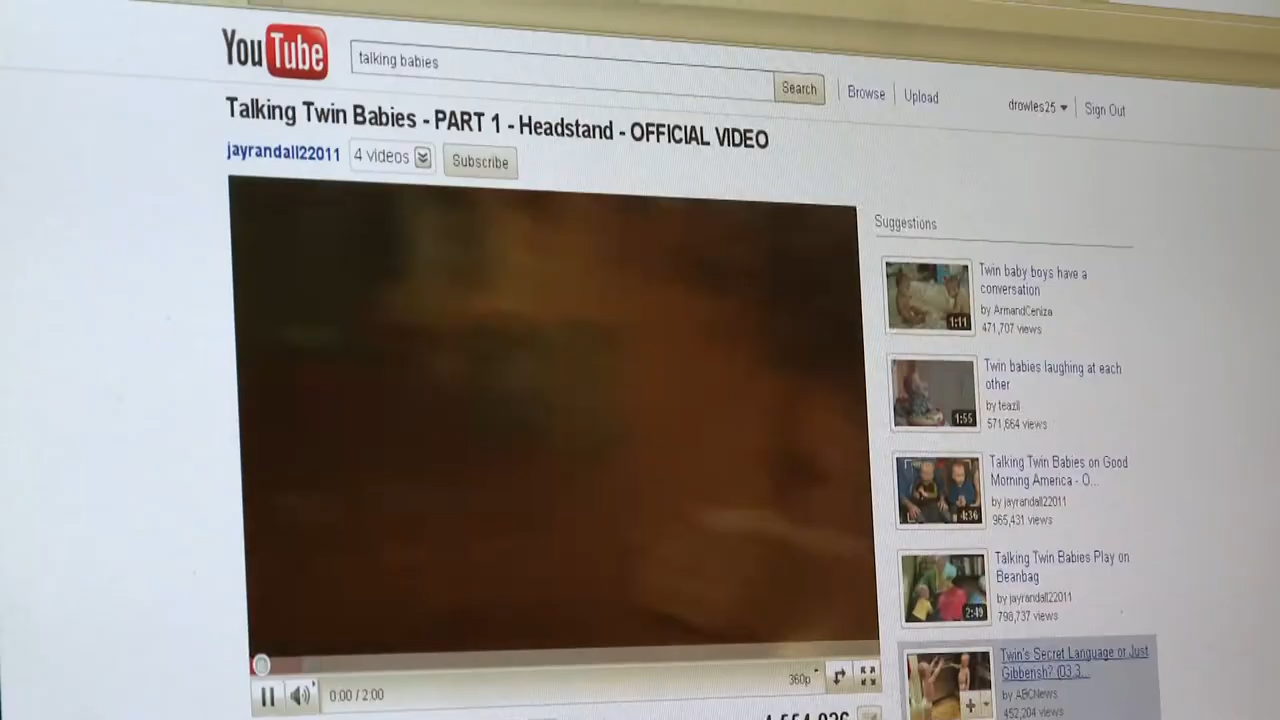 YouTube
talking babies
Search
Browse
Upload
drowles25
Sign Out
Talking Twin Babies - PART 1 - Headstand - OFFICIAL VIDEO
jayrandall22011
4 videos
Subscribe
Suggestions
1:11
Twin baby boys have a
conversation
by ArmandCeniza
471,707 views
1:55
Twin babies laughing at each
other
by teazil
571,664 views
4:36
Talking Twin Babies on Good
Morning America - O...
by jayrandall22011
965,431 views
2:49
Talking Twin Babies Play on
Beanbag
by jayrandall22011
798,737 views
Twin's Secret Language or Just
Gibberish? (03.3...
by ABCNews
452,204 views
0:00 / 2:00
360p